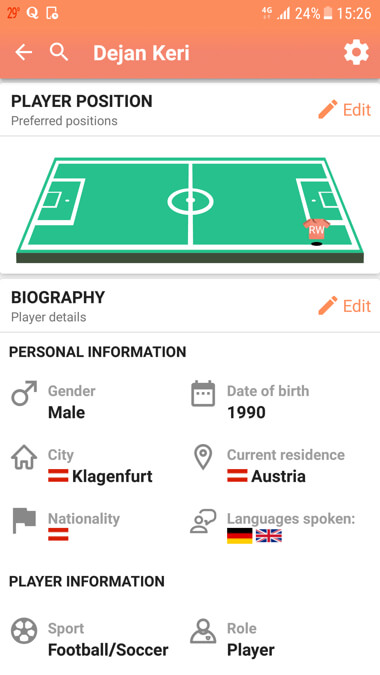 29°
4G
24%
15:26
Dejan Keri
PLAYER POSITION
Preferred positions
Edit
RW
BIOGRAPHY
Player details
Edit
PERSONAL INFORMATION
Gender
Male
Date of birth
1990
City
Klagenfurt
Current residence
Austria
Nationality
Languages spoken:
PLAYER INFORMATION
Sport
Football/Soccer
Role
Player